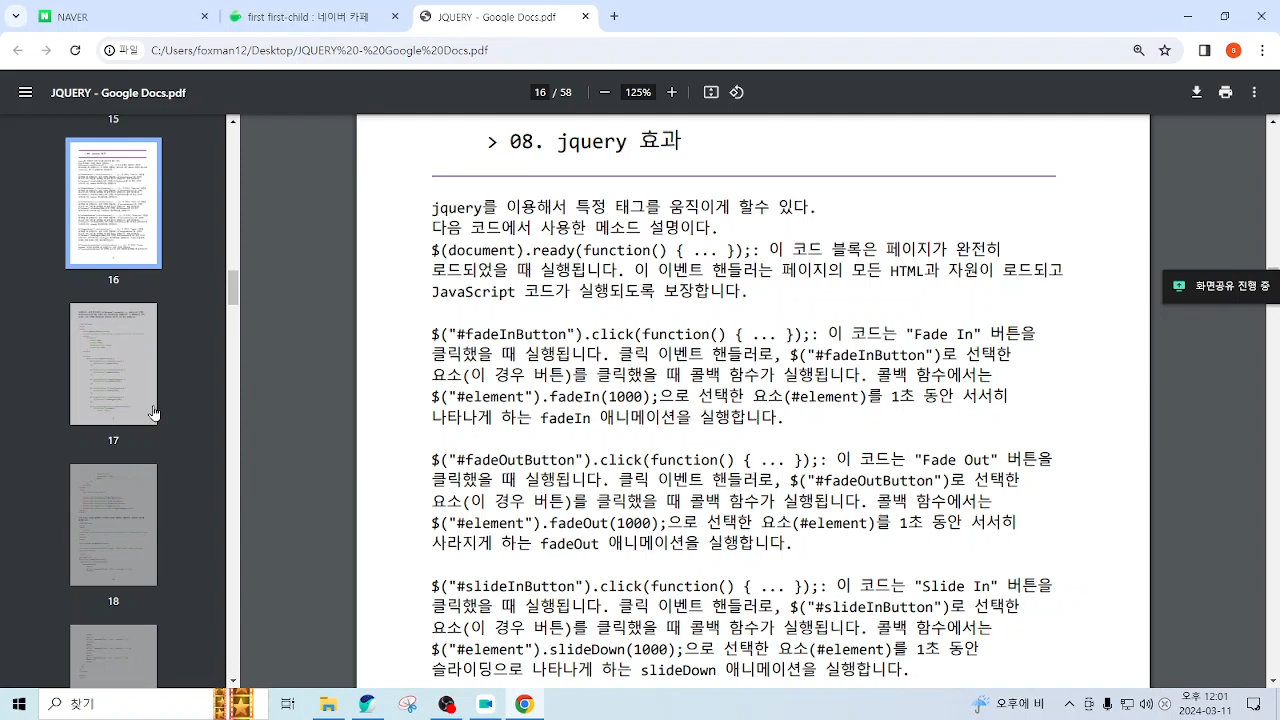 NAVER
first first-child : 네이버 카페
JQUERY - Google Docs.pdf
파일
C:/Users/foxman12/Desktop/JQUERY%20-%20Google%20Docs.pdf
S
JQUERY - Google Docs.pdf
16 / 58
125%
15
16
17
18
> 08. jquery 효과
jquery를 이용해서 특정 태그를 움직이게 할수 있다.
다음 코드에서 사용된 메소드 설명이다.
$(document).ready(function() { ... });: 이 코드 블록은 페이지가 완전히
로드되었을 때 실행됩니다. 이 이벤트 핸들러는 페이지의 모든 HTML과 자원이 로드되고
JavaScript 코드가 실행되도록 보장합니다.
$("#fadeInButton").click(function() { ... });: 이 코드는 "Fade In" 버튼을
클릭했을 때 실행됩니다. 클릭 이벤트 핸들러로, $("#fadeInButton")로 선택한
요소(이 경우 버튼)를 클릭했을 때 콜백 함수가 실행됩니다. 콜백 함수에서는
$("#element").fadeIn(1000);으로 선택한 요소(#element)를 1초 동안 서서히
나타나게 하는 fadeIn 애니메이션을 실행합니다.
$("#fadeOutButton").click(function() { ... });: 이 코드는 "Fade Out" 버튼을
클릭했을 때 실행됩니다. 클릭 이벤트 핸들러로, $("#fadeOutButton")로 선택한
요소(이 경우 버튼)를 클릭했을 때 콜백 함수가 실행됩니다. 콜백 함수에서는
$("#element").fadeOut(1000);으로 선택한 요소(#element)를 1초 동안 서서히
사라지게 하는 fadeOut 애니메이션을 실행합니다.
$("#slideInButton").click(function() { ... });: 이 코드는 "Slide In" 버튼을
클릭했을 때 실행됩니다. 클릭 이벤트 핸들러로, $("#slideInButton")로 선택한
요소(이 경우 버튼)를 클릭했을 때 콜백 함수가 실행됩니다. 콜백 함수에서는
$("#element").slideDown(1000);으로 선택한 요소(#element)를 1초 동안
슬라이딩으로 나타나게 하는 slideDown 애니메이션을 실행합니다.
화면공유 진행
찾기
오후에 비
오후 12:01
2024-03-11